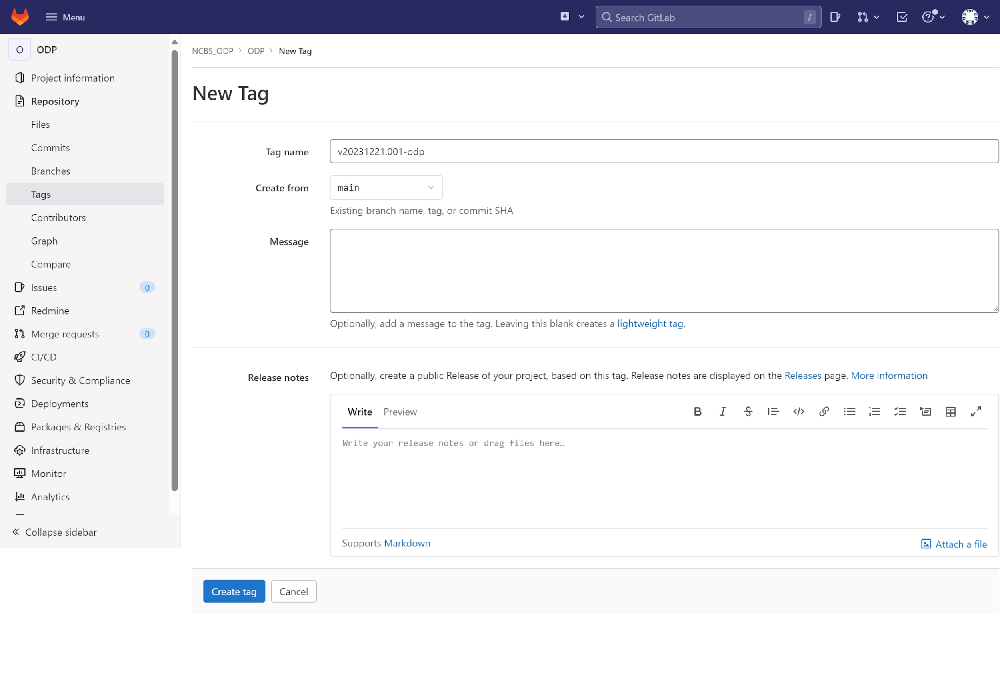 Menu
Search GitLab
/
O
ODP
Project information
Repository
Files
Commits
Branches
Tags
Contributors
Graph
Compare
Issues
0
Redmine
Merge requests
0
CI/CD
Security & Compliance
Deployments
Packages & Registries
Infrastructure
Monitor
Analytics
Collapse sidebar
NCBS_ODP > ODP > New Tag
New Tag
Tag name
v20231221.001-odp
Create from
main
Existing branch name, tag, or commit SHA
Message
Optionally, add a message to the tag. Leaving this blank creates a lightweight tag.
Release notes
Optionally, create a public Release of your project, based on this tag. Release notes are displayed on the Releases page. More information
Write
Preview
Write your release notes or drag files here…
Supports Markdown
Attach a file
Create tag
Cancel